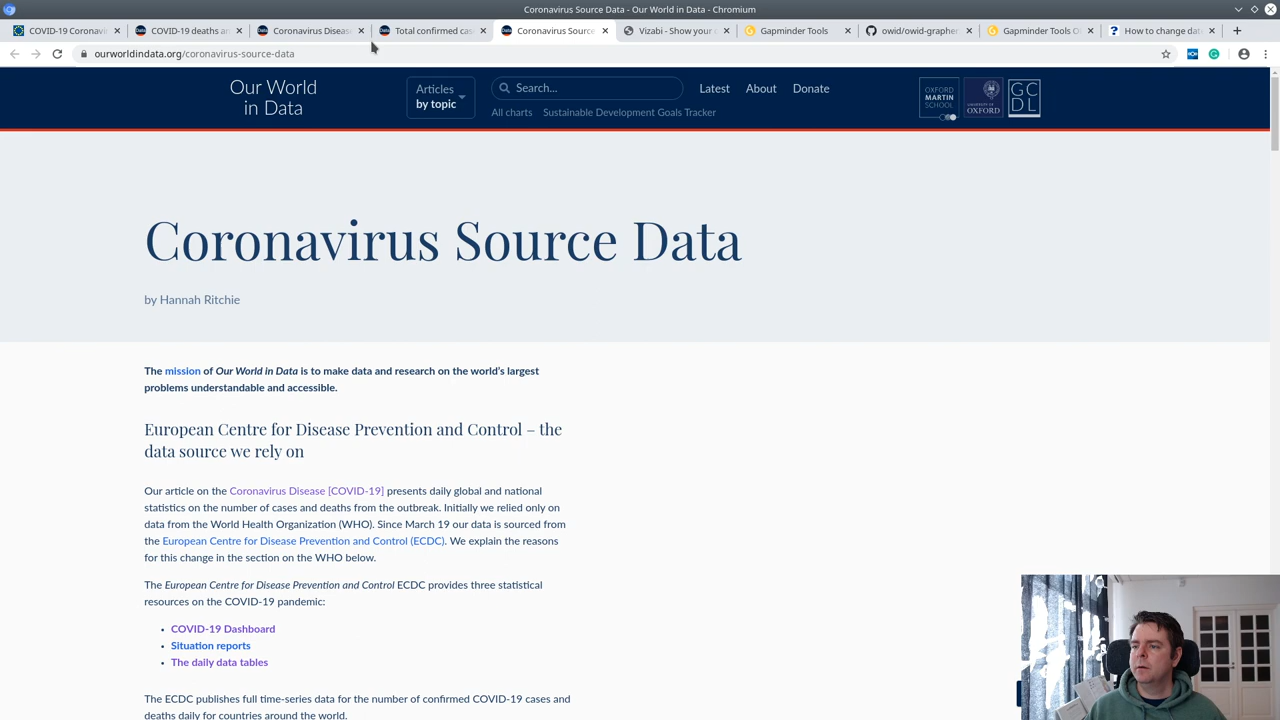 Coronavirus Source Data - Our World in Data - Chromium
COVID-19 Coronavi
COVID-19 deaths an
Coronavirus Diseas
Total confirmed cas
Coronavirus Source
Vizabi - Show your
Gapminder Tools
owid/owid-grapher
Gapminder Tools O
How to change dat
ourworldindata.org/coronavirus-source-data
Our World
in Data
Articles
by topic
Search...
Latest
About
Donate
All charts
Sustainable Development Goals Tracker
OXFORD
MARTIN
SCHOOL
UNIVERSITY OF
OXFORD
GC
DL
Coronavirus Source Data
by Hannah Ritchie
The mission of Our World in Data is to make data and research on the world's largest
problems understandable and accessible.
European Centre for Disease Prevention and Control – the
data source we rely on
Our article on the Coronavirus Disease [COVID-19] presents daily global and national
statistics on the number of cases and deaths from the outbreak. Initially we relied only on
data from the World Health Organization (WHO). Since March 19 our data is sourced from
the European Centre for Disease Prevention and Control (ECDC). We explain the reasons
for this change in the section on the WHO below.
The European Centre for Disease Prevention and Control ECDC provides three statistical
resources on the COVID-19 pandemic:
• COVID-19 Dashboard
• Situation reports
• The daily data tables
The ECDC publishes full time-series data for the number of confirmed COVID-19 cases and
deaths daily for countries around the world.